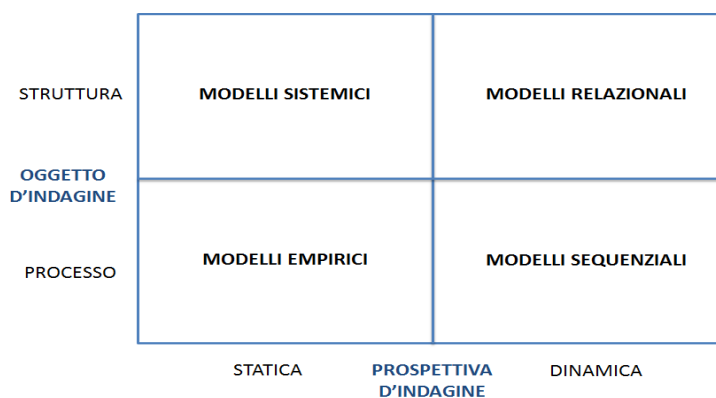 STRUTTURA
MODELLI SISTEMICI
MODELLI RELAZIONALI
OGGETTO
D'INDAGINE
PROCESSO
MODELLI EMPIRICI
MODELLI SEQUENZIALI
STATICA
PROSPETTIVA
D'INDAGINE
DINAMICA